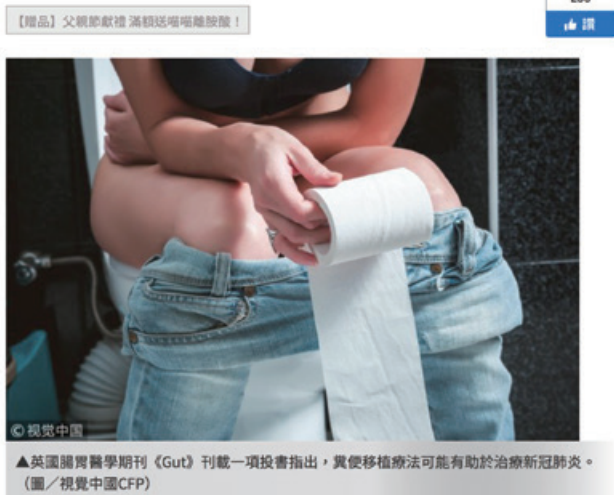 【贈品】父親節獻禮 滿額送喵喵離胺酸！
讚
© 视觉中国
▲英國腸胃醫學期刊《Gut》刊載一項投書指出，糞便移植療法可能有助於治療新冠肺炎。
（圖／視覺中國CFP）